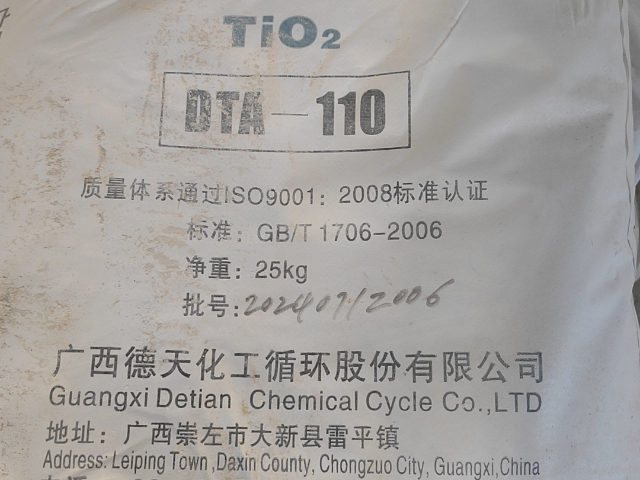 TiO2
DTA—110
质量体系通过ISO9001：2008标准认证
标准：GB/T 1706-2006
净重：25kg
批号：20240712006
广西德天化工循环股份有限公司
Guangxi Detian Chemical Cycle Co.,LTD
地址：广西崇左市大新县雷平镇
Address: Leiping Town ,Daxin County, Chongzuo City, Guangxi,China